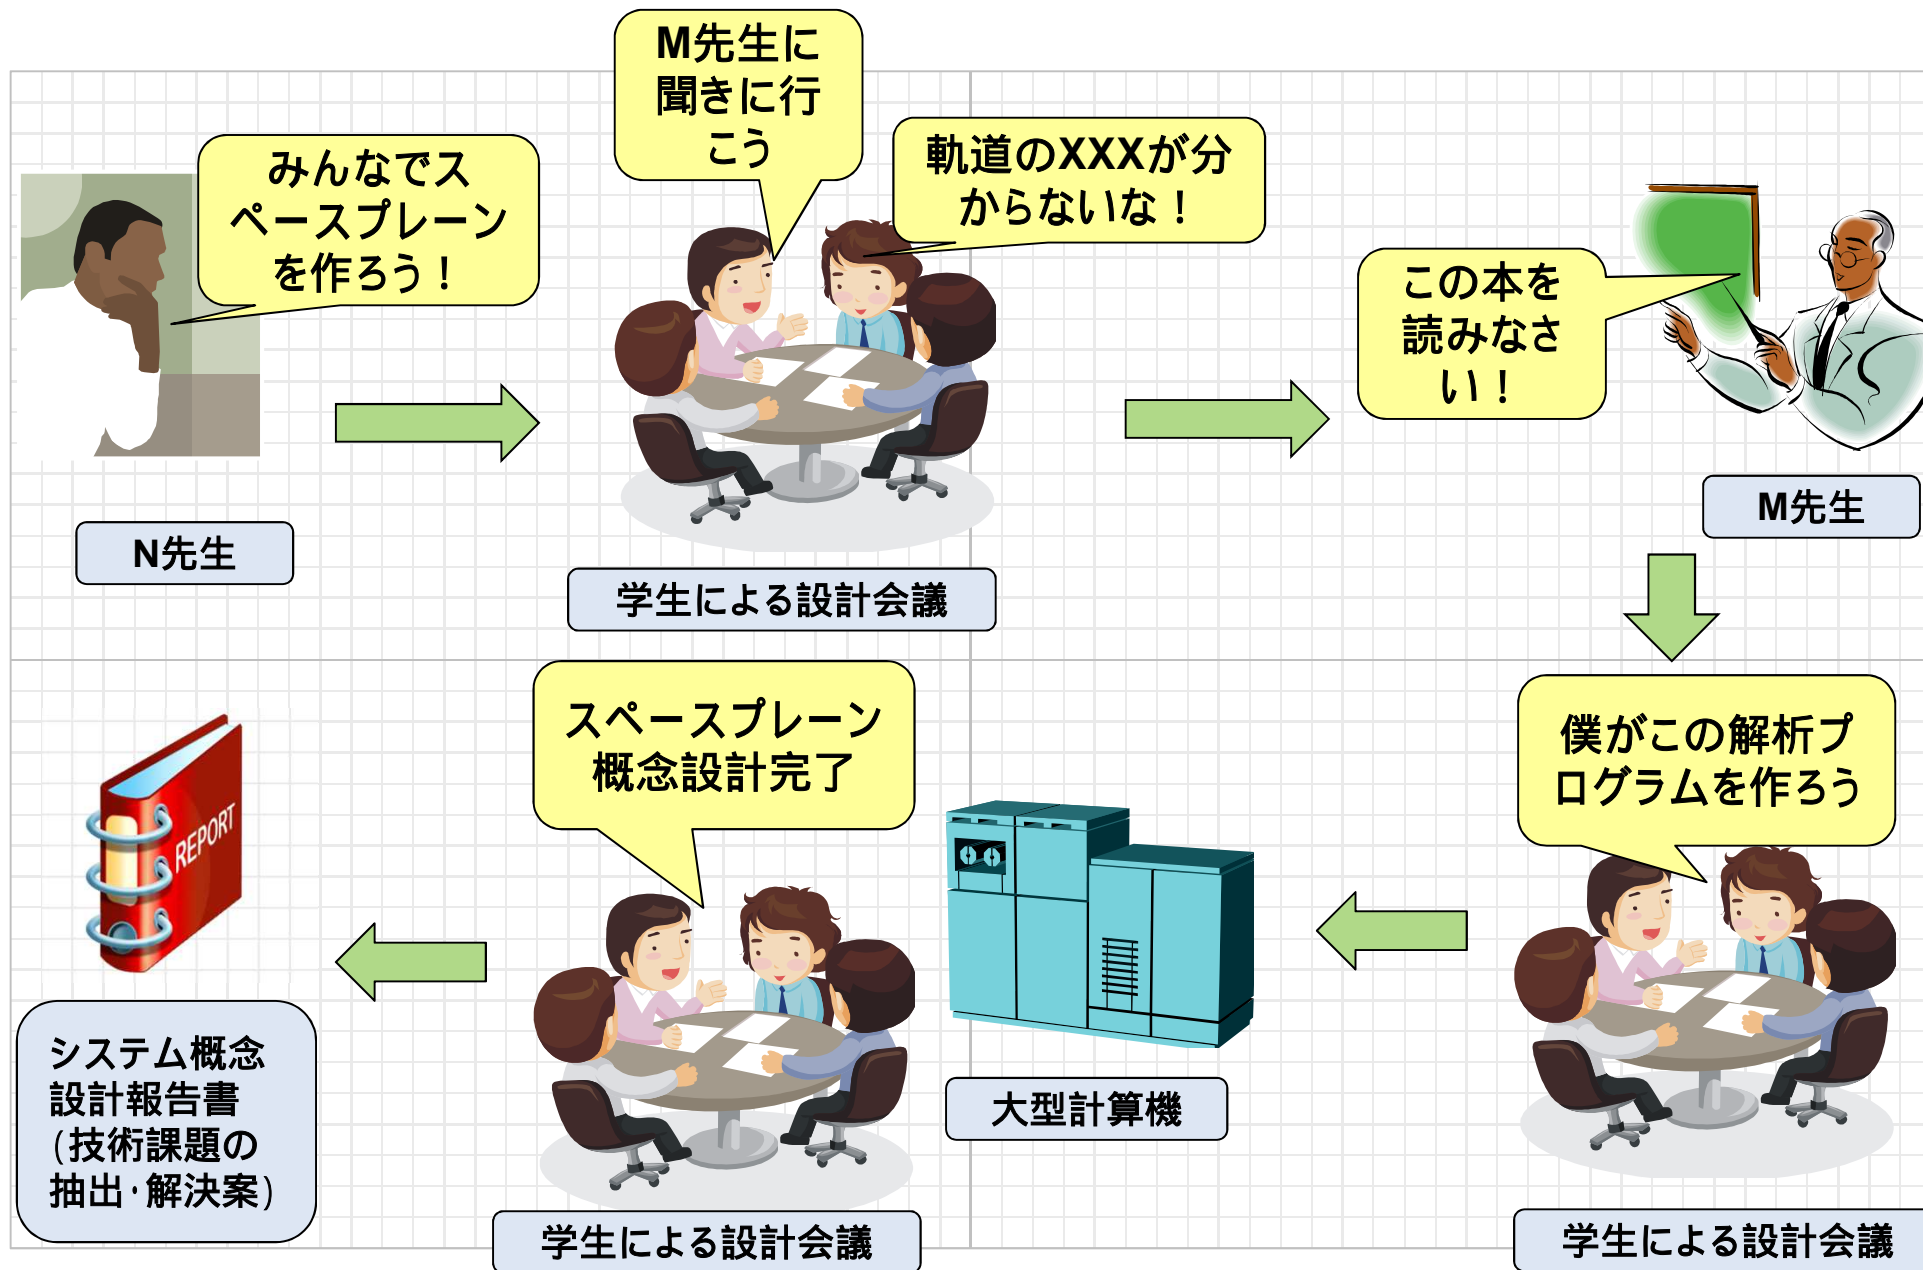 M先生に
聞きに行
こう
みんなでス
ペースプレーン
を作ろう！
軌道のXXXが分
からないな！
この本を
読みなさ
い！
N先生
学生による設計会議
M先生
スペースプレーン
概念設計完了
僕がこの解析プ
ログラムを作ろう
REPORT
システム概念
設計報告書
(技術課題の
抽出・解決案)
大型計算機
学生による設計会議
学生による設計会議